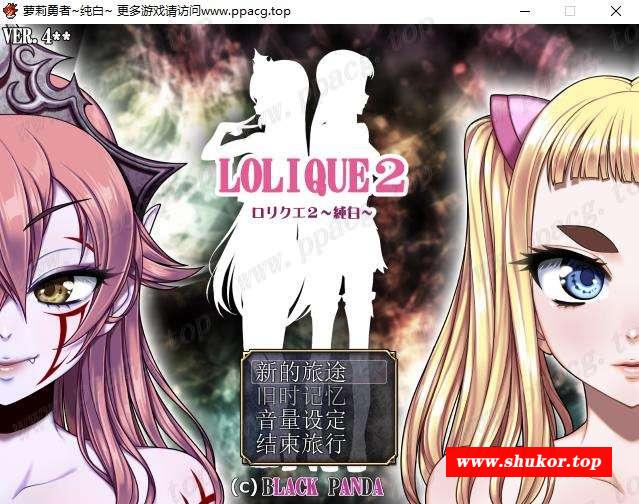 萝莉勇者~纯白~ 更多游戏请访问www.ppacg.top
VER.4**
LOLIQUE2
ロリクエ2~純白~
新的旅途
旧时记忆
音量设定
结束旅行
(c)BLACK PANDA
www.shukor.top
www.ppacg.top